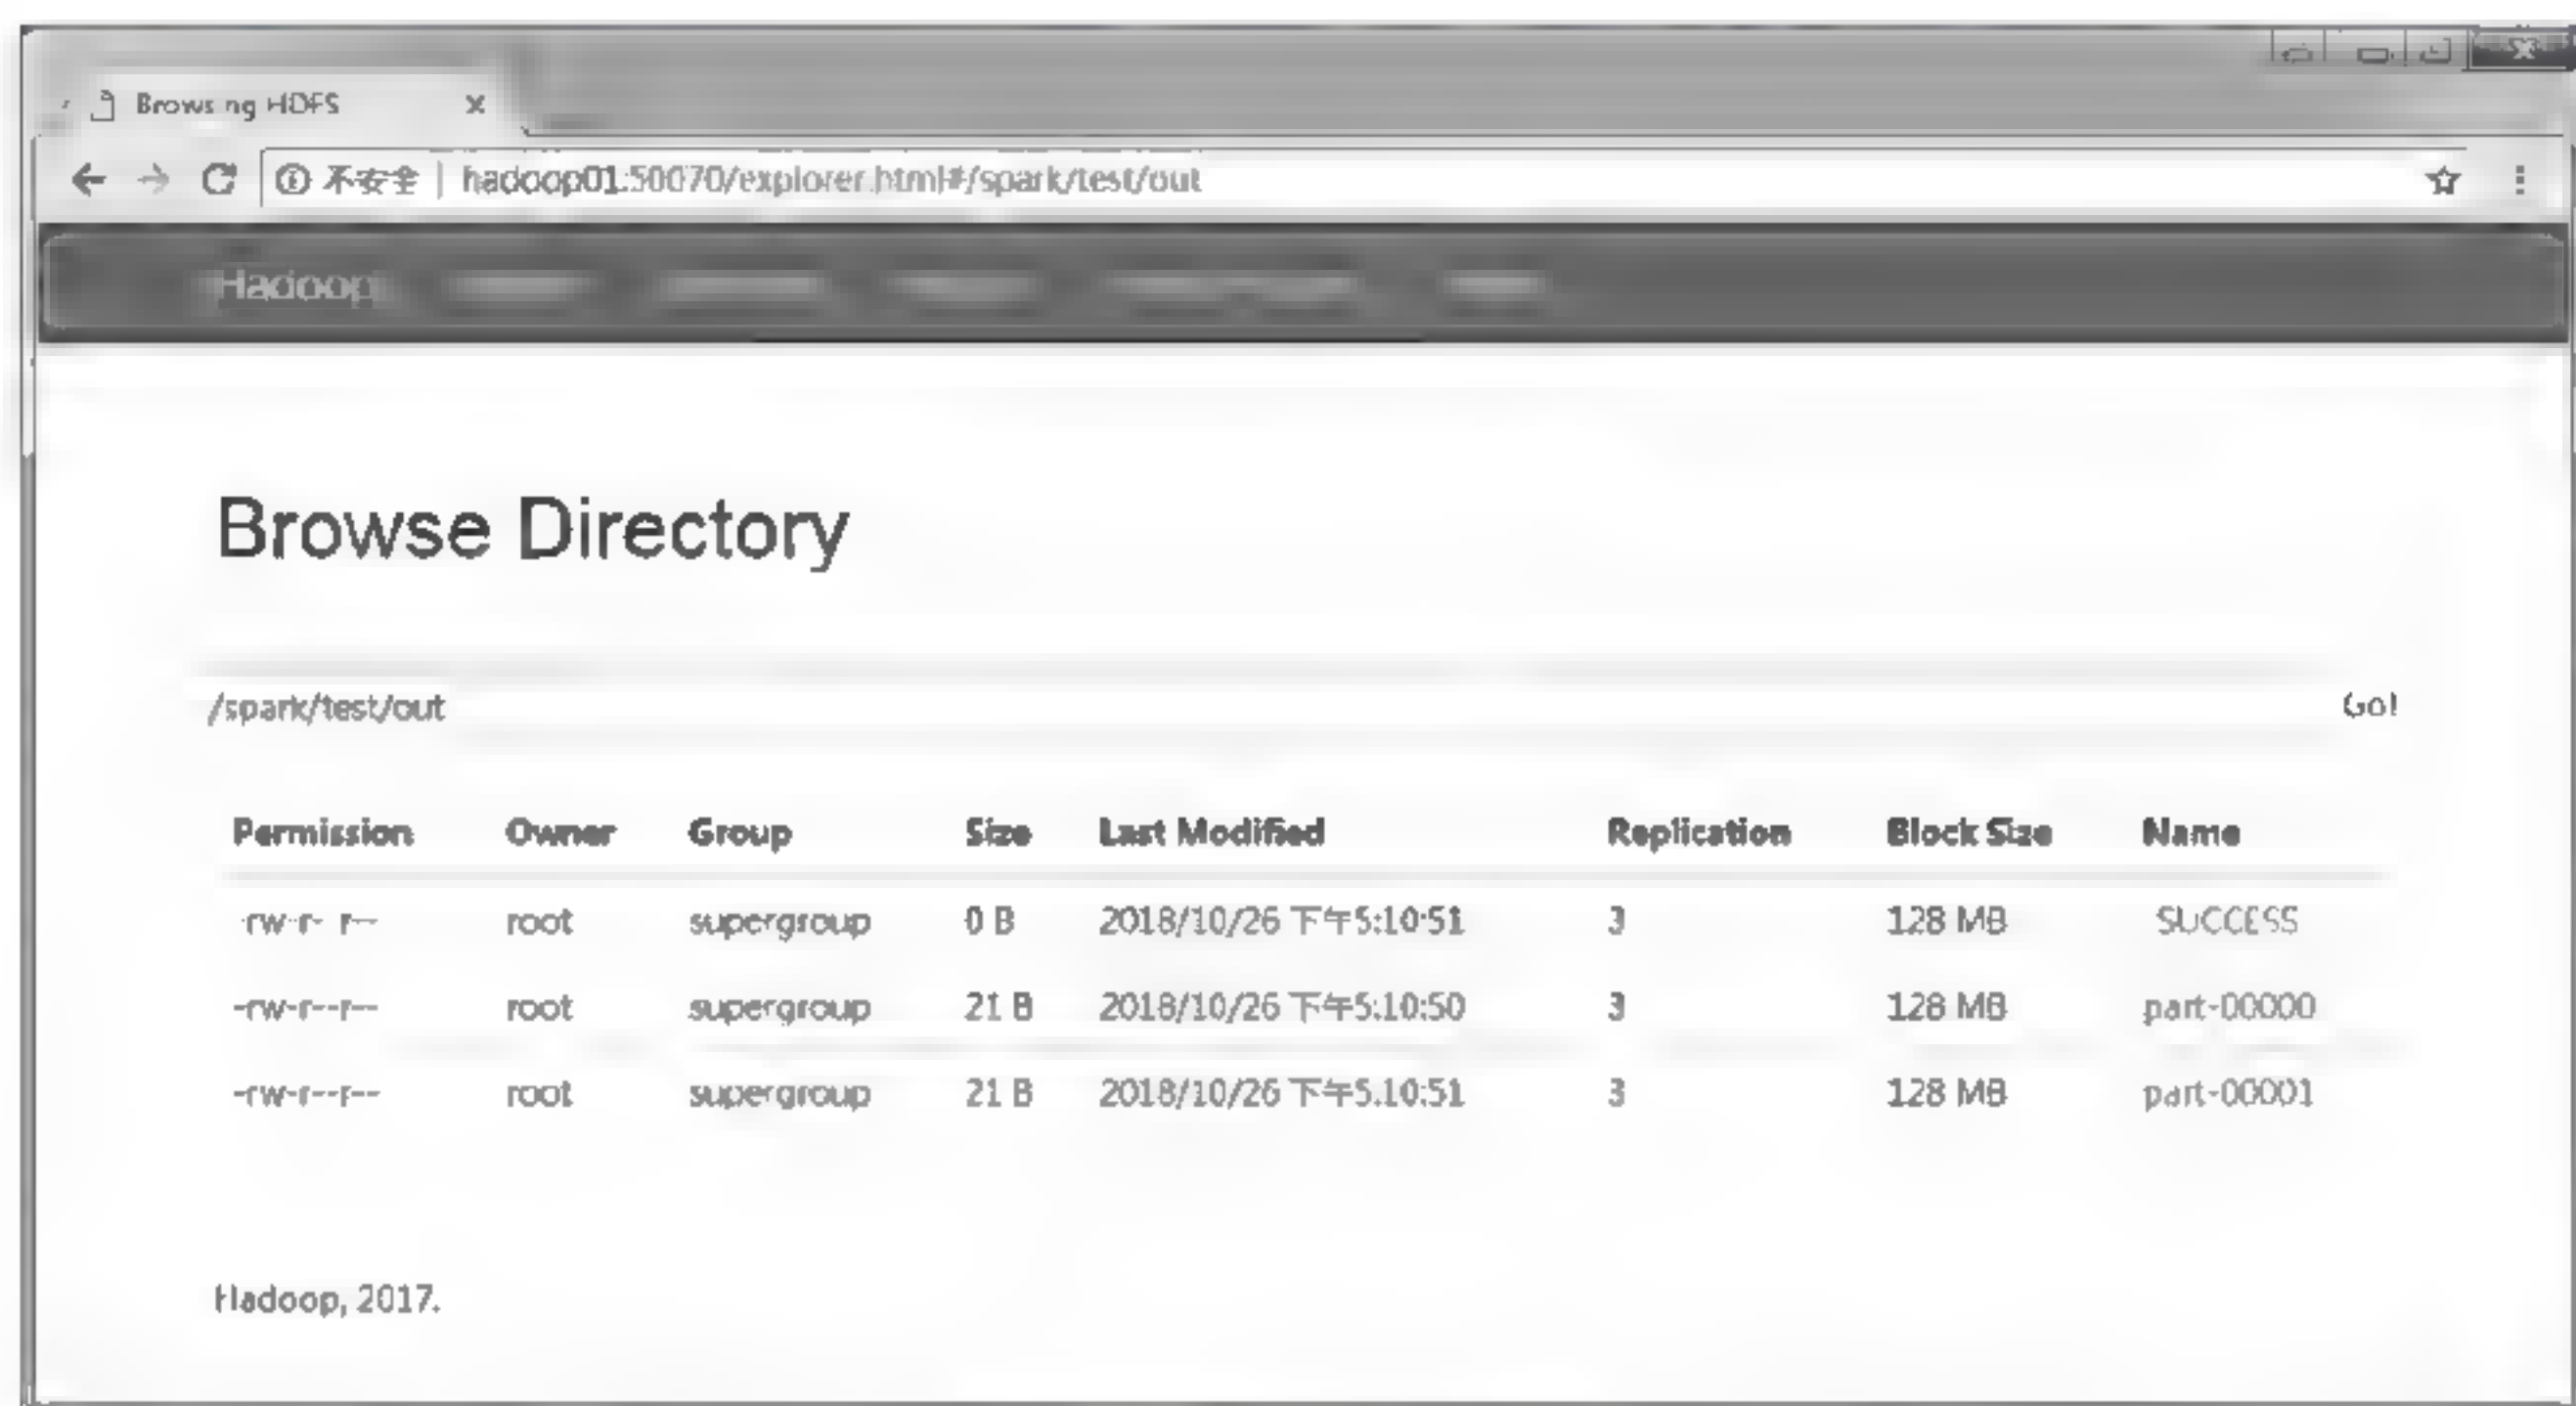 Browsing HDFS
不安全 | hadoop01:50070/explorer.html#/spark/test/out
Hadoop
Browse Directory
/spark/test/out Go!
Permission Owner Group Size Last Modified Replication Block Size Name
-rw-r--r-- root supergroup 0 B 2018/10/26 下午5:10:51 3 128 MB _SUCCESS
-rw-r--r-- root supergroup 21 B 2018/10/26 下午5:10:50 3 128 MB part-00000
-rw-r--r-- root supergroup 21 B 2018/10/26 下午5:10:51 3 128 MB part-00001
Hadoop, 2017.